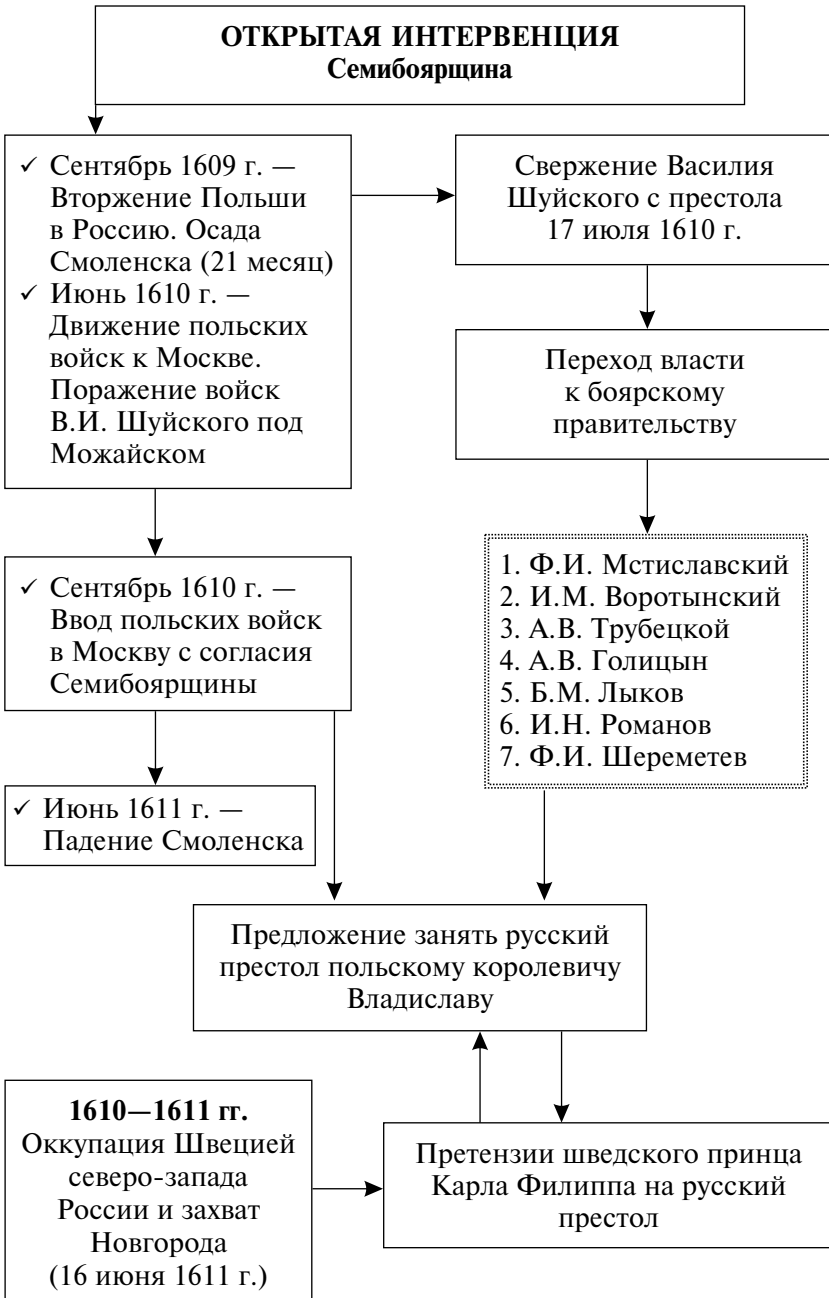 ОТКРЫТАЯ ИНТЕРВЕНЦИЯ
Семибоярщина
✓ Сентябрь 1609 г. —
Вторжение Польши
в Россию. Осада
Смоленска (21 месяц)
✓ Июнь 1610 г. —
Движение польских
войск к Москве.
Поражение войск
В.И. Шуйского под
Можайском
Свержение Василия
Шуйского с престола
17 июля 1610 г.
Переход власти
к боярскому
правительству
✓ Сентябрь 1610 г. —
Ввод польских войск
в Москву с согласия
Семибоярщины
1. Ф.И. Мстиславский
2. И.М. Воротынский
3. А.В. Трубецкой
4. А.В. Голицын
5. Б.М. Лыков
6. И.Н. Романов
7. Ф.И. Шереметев
✓ Июнь 1611 г. —
Падение Смоленска
Предложение занять русский
престол польскому королевичу
Владиславу
1610—1611 гг.
Оккупация Швецией
северо-запада
России и захват
Новгорода
(16 июня 1611 г.)
Претензии шведского принца
Карла Филиппа на русский
престол